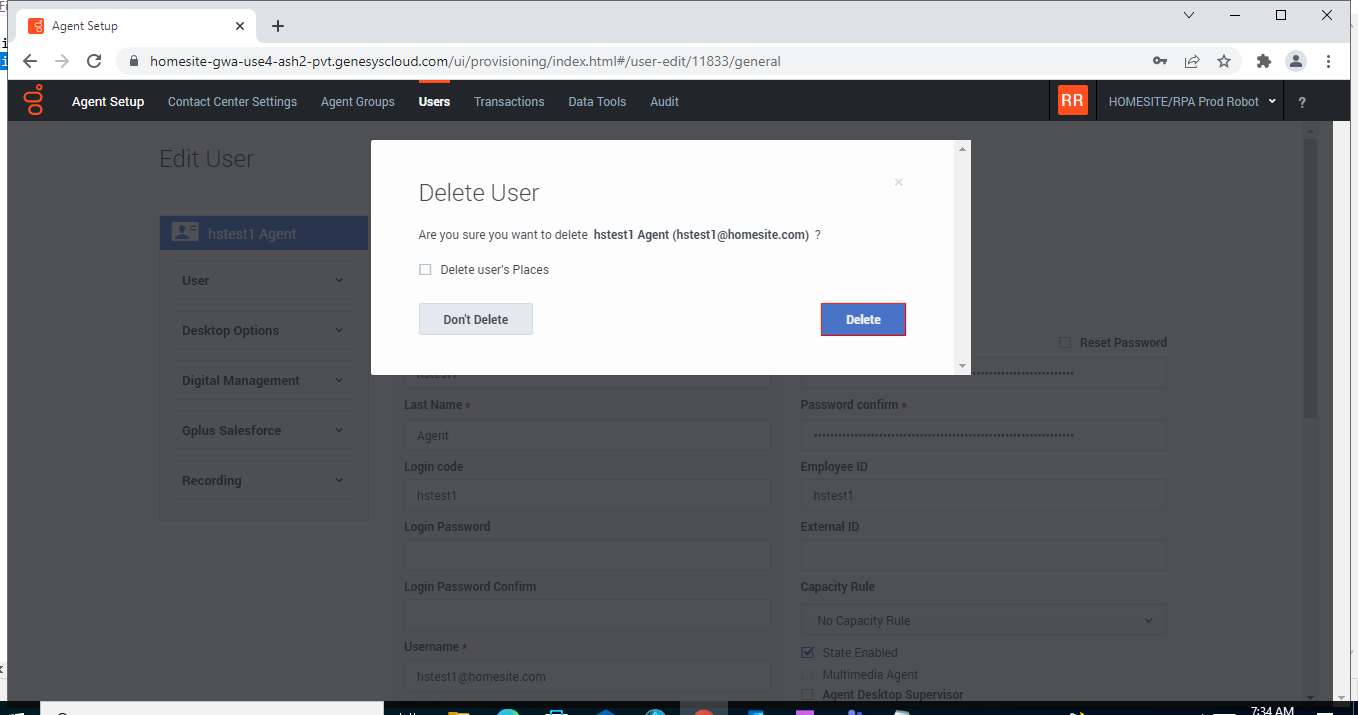 Agent Setup
homesite-gwa-use4-ash2-pvt.genesyscloud.com/ui/provisioning/index.html#/user-edit/11833/general
Agent Setup Contact Center Settings Agent Groups Users Transactions Data Tools Audit RR HOMESITE/RPA Prod Robot ?
Edit User
Delete User
Are you sure you want to delete hstest1 Agent (hstest1@homesite.com) ?
Delete user's Places
Don't Delete Delete
hstest1 Agent
User
Desktop Options
Digital Management
Gplus Salesforce
Recording
Reset Password
hstest1
Last Name * Password confirm *
Agent
Login code Employee ID
hstest1 hstest1
Login Password External ID
Login Password Confirm Capacity Rule
No Capacity Rule
Username * State Enabled
hstest1@homesite.com Multimedia Agent
Agent Desktop Supervisor
7:34 AM